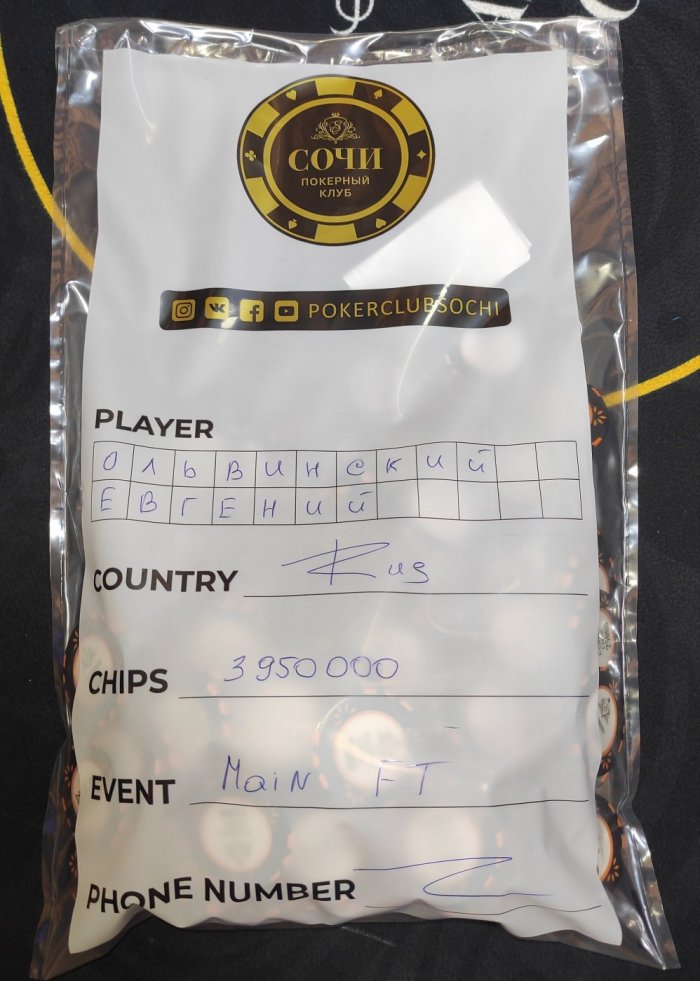 СОЧИ
ПОКЕРНЫЙ
КЛУБ
POKERCLUBSOCHI
PLAYER
ОЛЬВИНСКИЙ
ЕВГЕНИЙ
COUNTRY Rus
CHIPS 3950000
EVENT Main FT
PHONE NUMBER